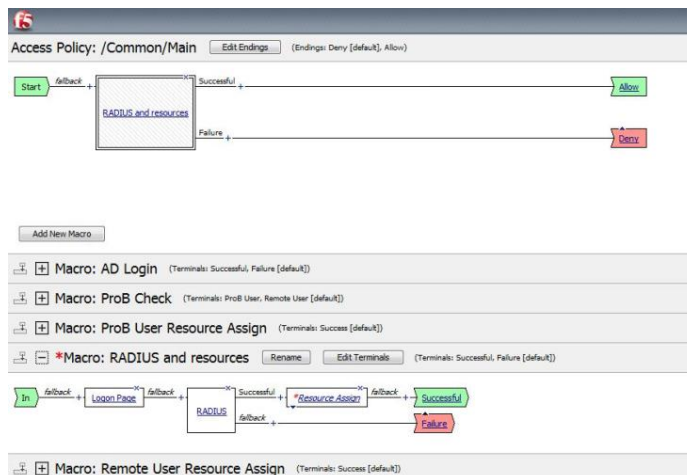 f5
Access Policy: /Common/Main Edit Endings (Endings: Deny [default], Allow)
Start fallback + × Successful + Allow
RADIUS and resources
Failure + Deny
Add New Macro
+ Macro: AD Login (Terminals: Successful, Failure [default])
+ Macro: ProB Check (Terminals: ProB User, Remote User [default])
+ Macro: ProB User Resource Assign (Terminals: Success [default])
- *Macro: RADIUS and resources Rename Edit Terminals (Terminals: Successful, Failure [default])
In fallback + Logon Page × fallback + RADIUS × Successful + *Resource Assign × fallback + Successful
fallback + Failure
+ Macro: Remote User Resource Assign (Terminals: Success [default])